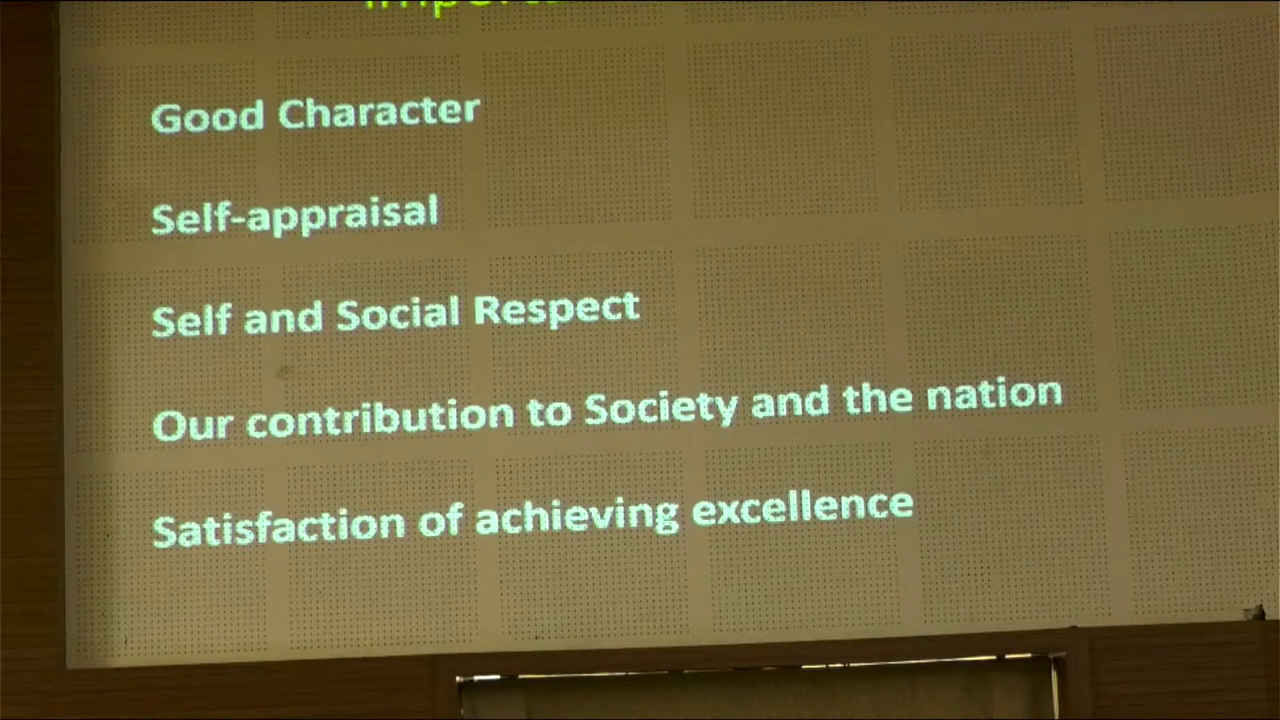 Good Character
Self-appraisal
Self and Social Respect
Our contribution to Society and the nation
Satisfaction of achieving excellence